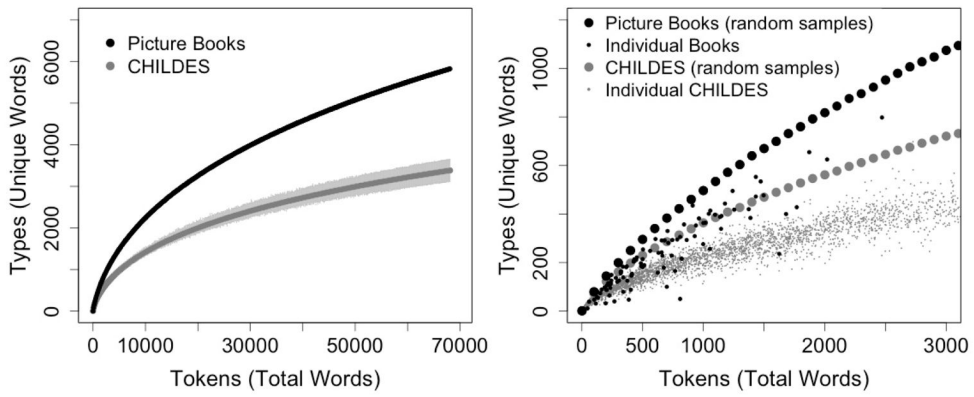 Types (Unique Words)
6000
4000
2000
0
Picture Books
CHILDES
0 10000 30000 50000 70000
Tokens (Total Words)
Types (Unique Words)
1000
600
200
0
Picture Books (random samples)
Individual Books
CHILDES (random samples)
Individual CHILDES
0 500 1000 2000 3000
Tokens (Total Words)